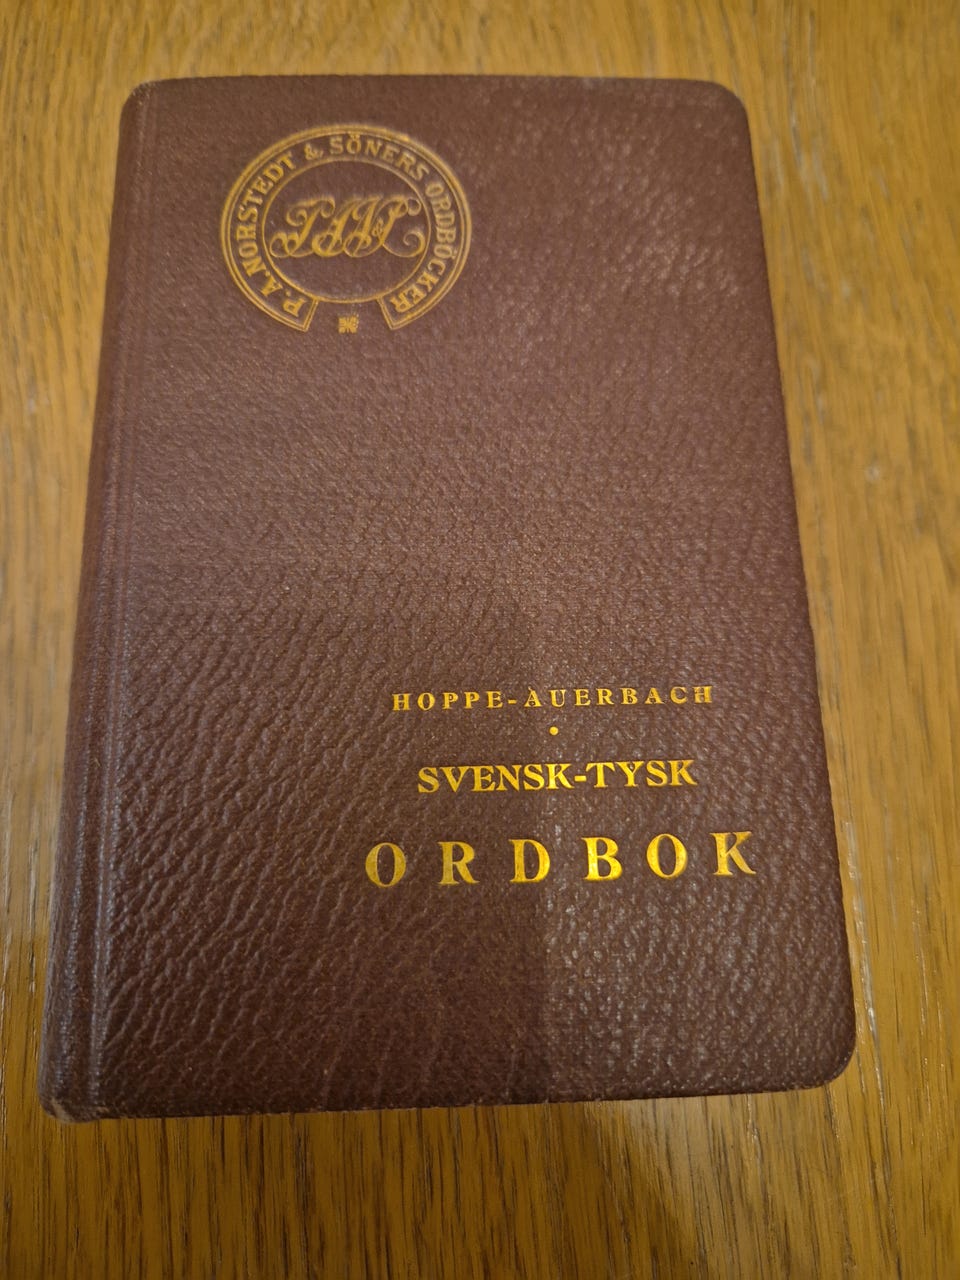 P. A. NORSTEDT & SÖNERS ORDBÖCKER
HOPPE-AUERBACH
•
SVENSK-TYSK
ORDBOK